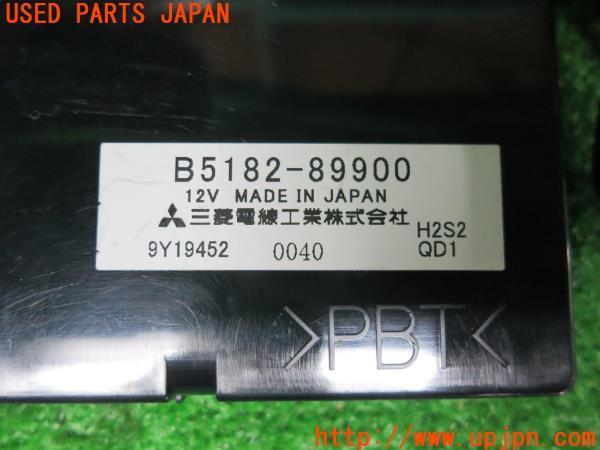 USED PARTS JAPAN
B5182-89900
12V MADE IN JAPAN
三菱電線工業株式会社
H2S2
9Y19452 0040 QD1
>PBT<
http://www.upjpn.com